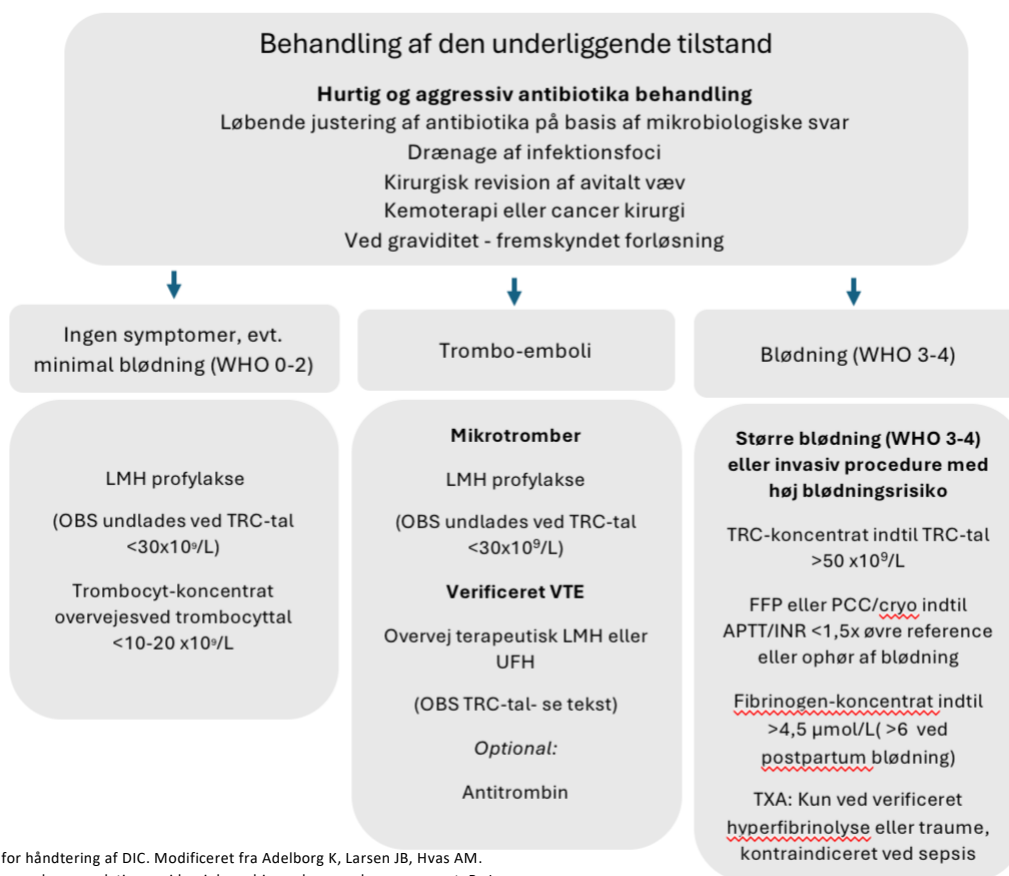 Behandling af den underliggende tilstand
Hurtig og aggressiv antibiotika behandling
Løbende justering af antibiotika på basis af mikrobiologiske svar
Drænage af infektionsfoci
Kirurgisk revision af avitalt væv
Kemoterapi eller cancer kirurgi
Ved graviditet - fremskyndet forløsning
Ingen symptomer, evt.
minimal blødning (WHO 0-2)
LMH profylakse
(OBS undlades ved TRC-tal
<30x10⁹/L)
Trombocyt-koncentrat
overvejesved trombocyttal
<10-20 x10⁹/L
Trombo-emboli
Mikrotromber
LMH profylakse
(OBS undlades ved TRC-tal
<30x10⁹/L)
Verificeret VTE
Overvej terapeutisk LMH eller
UFH
(OBS TRC-tal- se tekst)
Optional:
Antitrombin
Blødning (WHO 3-4)
Større blødning (WHO 3-4)
eller invasiv procedure med
høj blødningsrisiko
TRC-koncentrat indtil TRC-tal
>50 x10⁹/L
FFP eller PCC/cryo indtil
APTT/INR <1,5x øvre reference
eller ophør af blødning
Fibrinogen-koncentrat indtil
>4,5 µmol/L( >6 ved
postpartum blødning)
TXA: Kun ved verificeret
hyperfibrinolyse eller traume,
kontraindiceret ved sepsis
for håndtering af DIC. Modificeret fra Adelborg K, Larsen JB, Hvas AM.